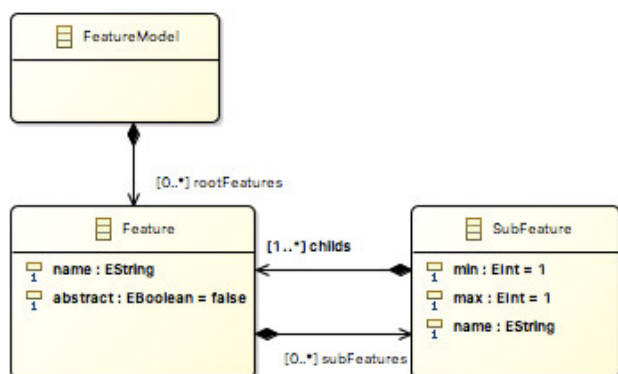 FeatureModel
[0..*] rootFeatures
Feature
name : EString
abstract : EBoolean = false
[1..*] childs
[0..*] subFeatures
SubFeature
min : EInt = 1
max : EInt = 1
name : EString